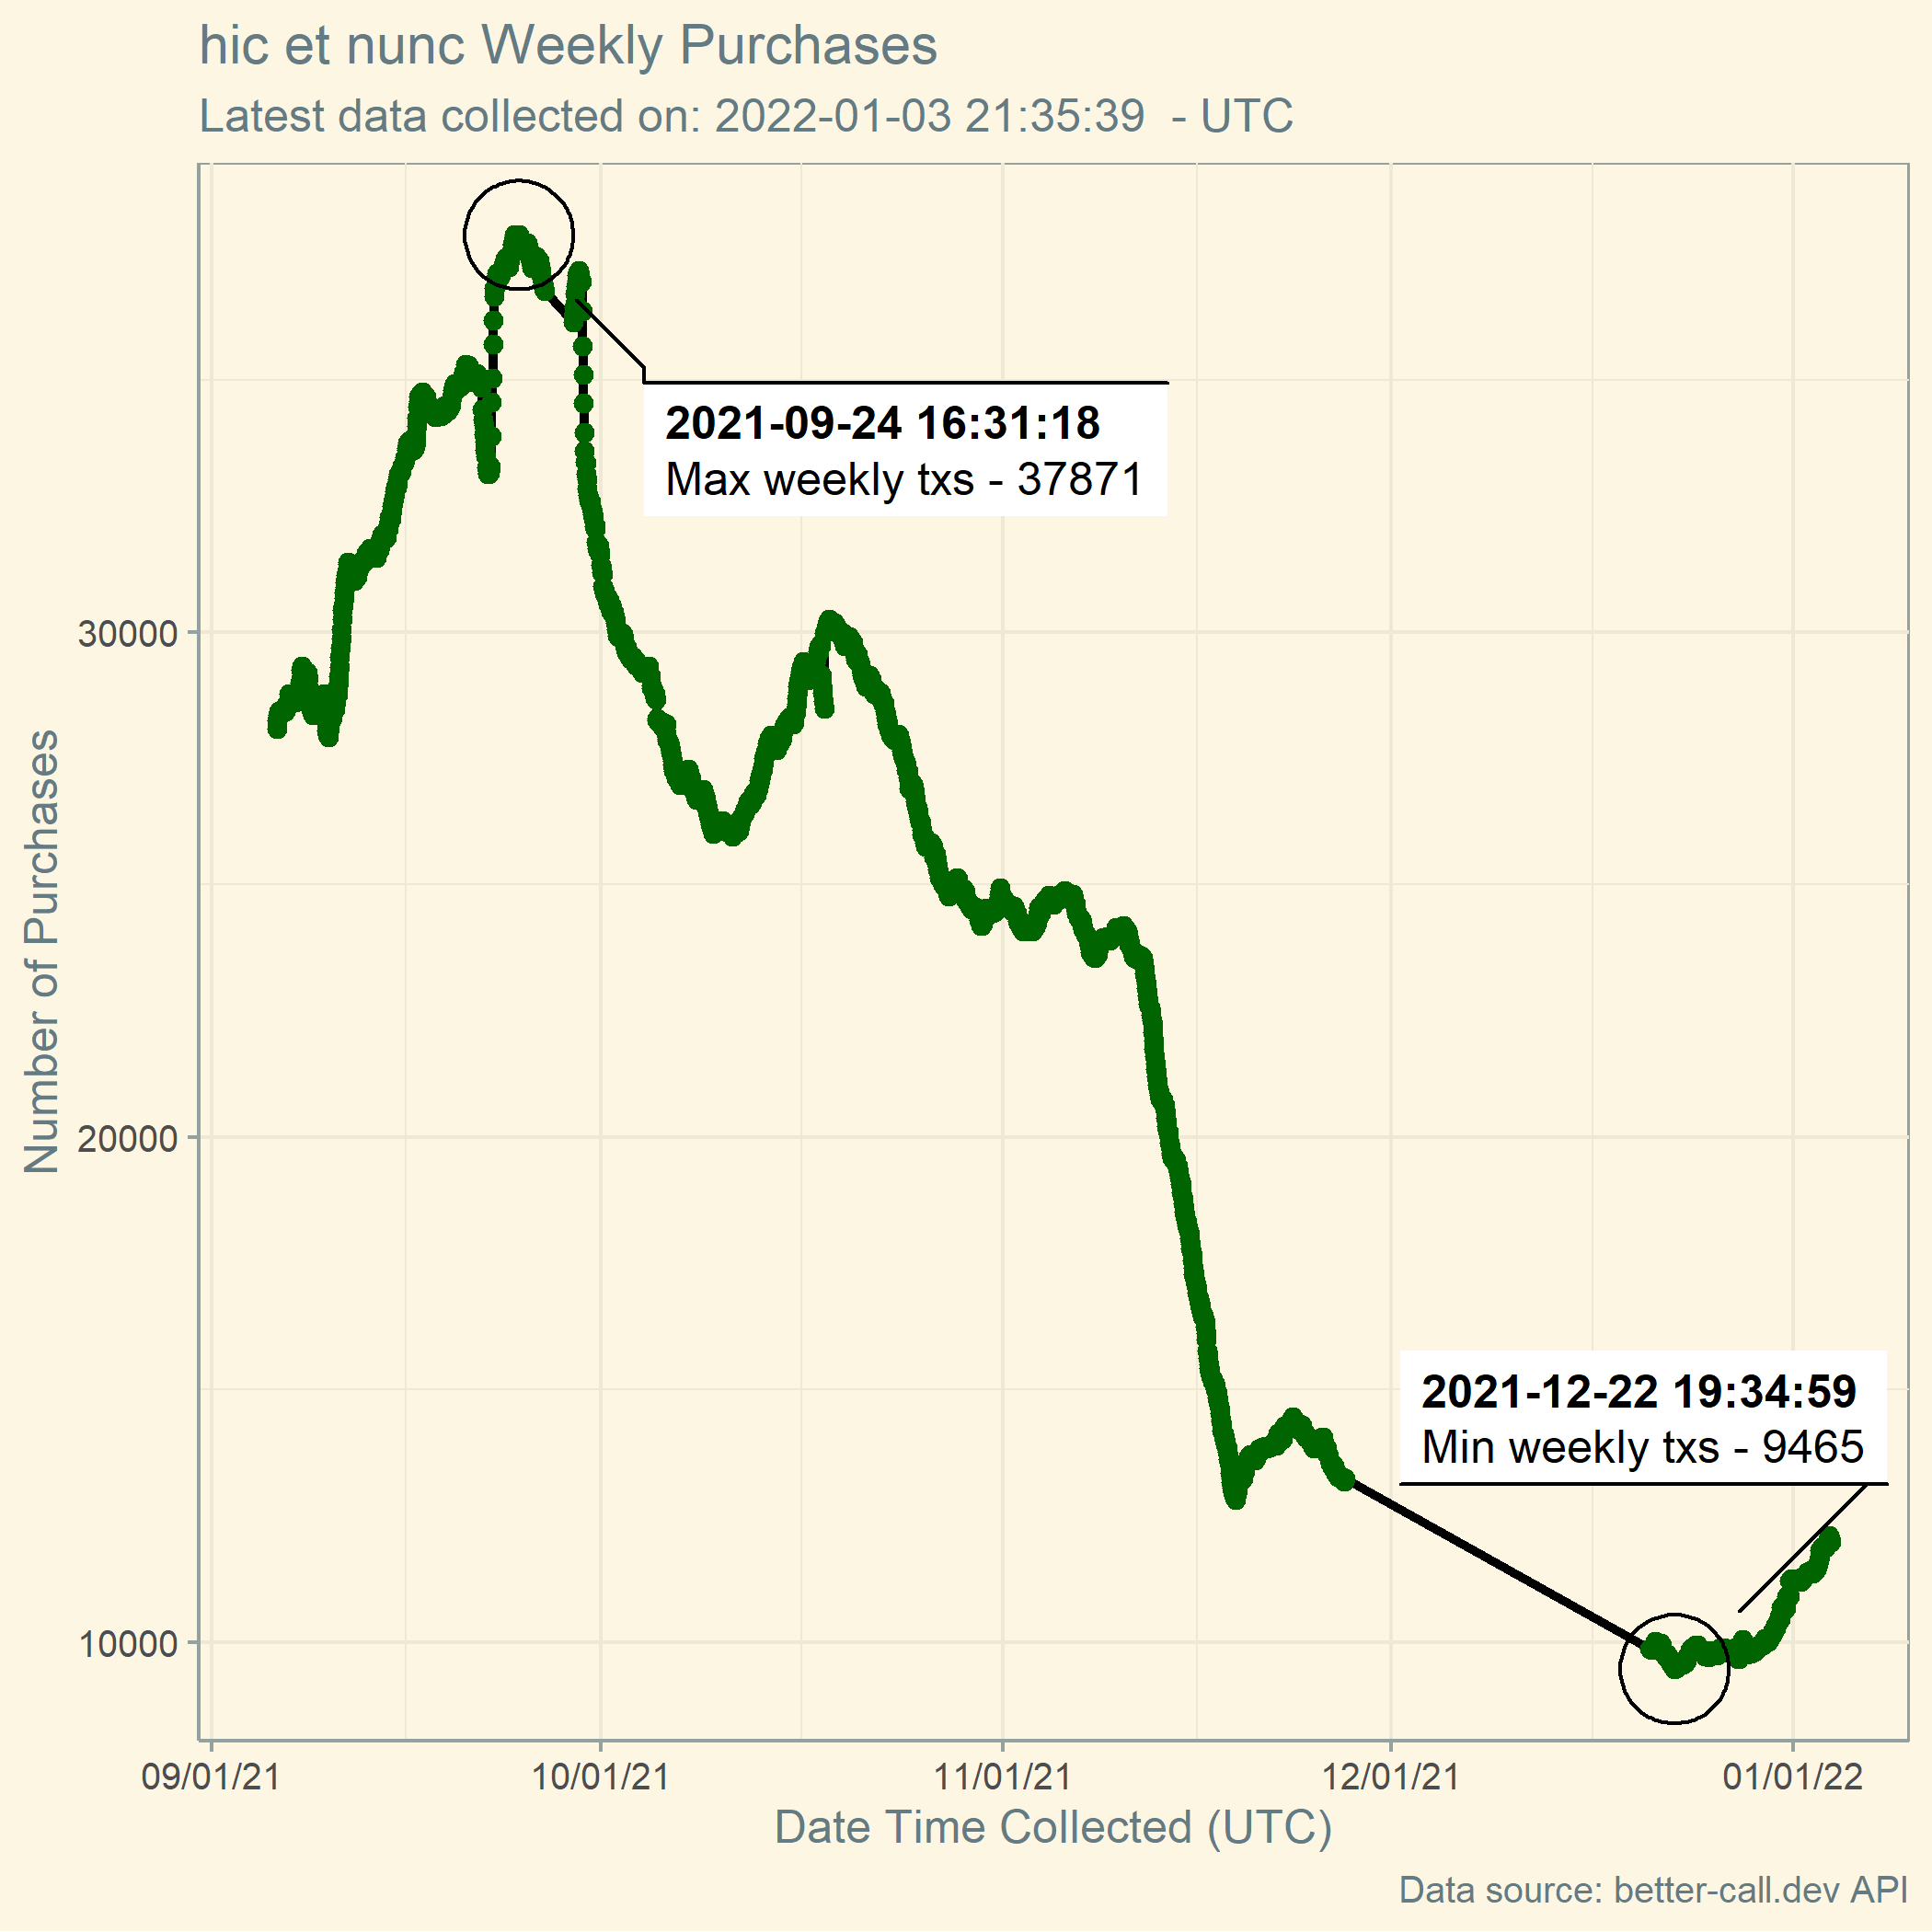 hic et nunc Weekly Purchases
Latest data collected on: 2022-01-03 21:35:39  - UTC
2021-09-24 16:31:18
Max weekly txs - 37871
30000
20000
10000
Number of Purchases
2021-12-22 19:34:59
Min weekly txs - 9465
09/01/21 10/01/21 11/01/21 12/01/21 01/01/22
Date Time Collected (UTC)
Data source: better-call.dev API